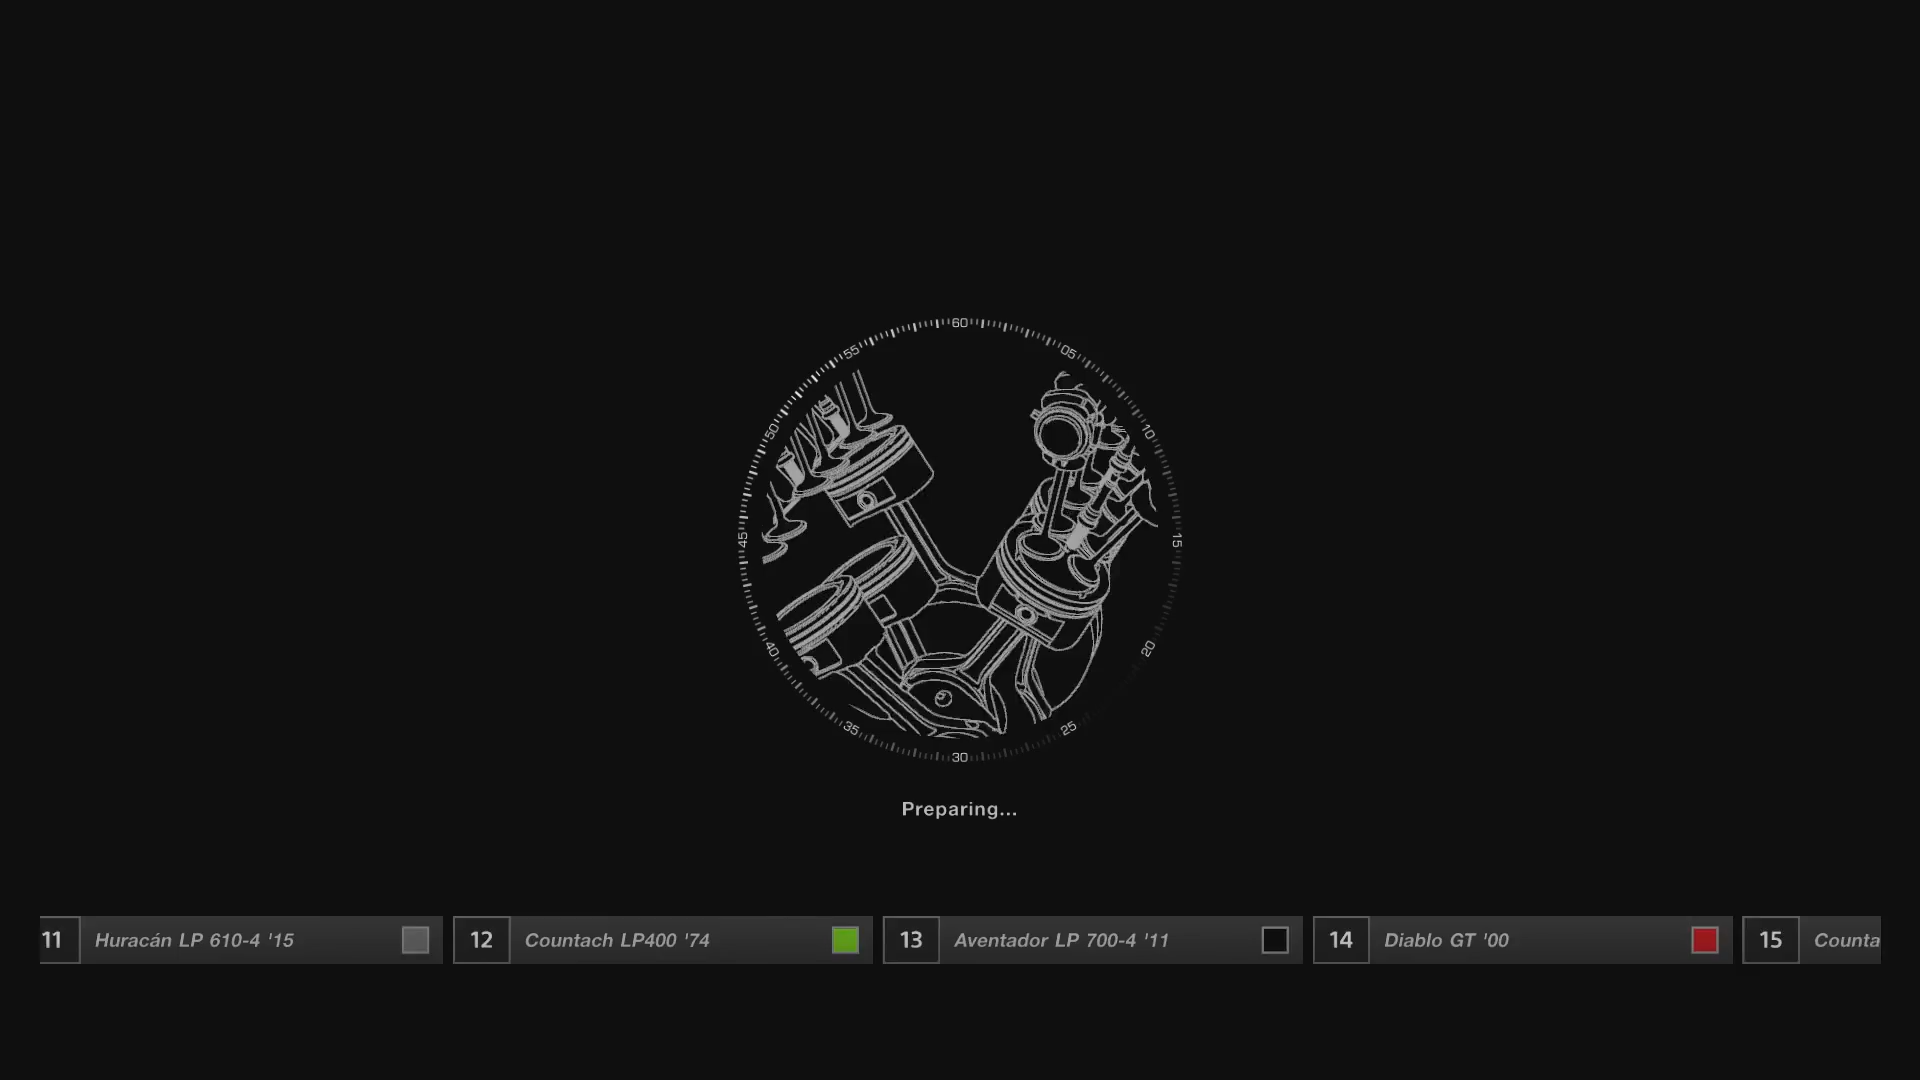 60
55
05
50
10
45
15
40
20
35
25
30
Preparing...
11 Huracán LP 610-4 '15
12 Countach LP400 '74
13 Aventador LP 700-4 '11
14 Diablo GT '00
15 Counta